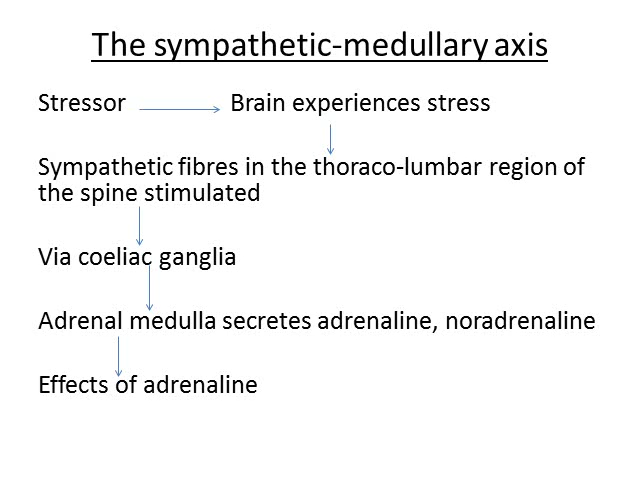 The sympathetic-medullary axis
Stressor Brain experiences stress
Sympathetic fibres in the thoraco-lumbar region of
the spine stimulated
Via coeliac ganglia
Adrenal medulla secretes adrenaline, noradrenaline
Effects of adrenaline